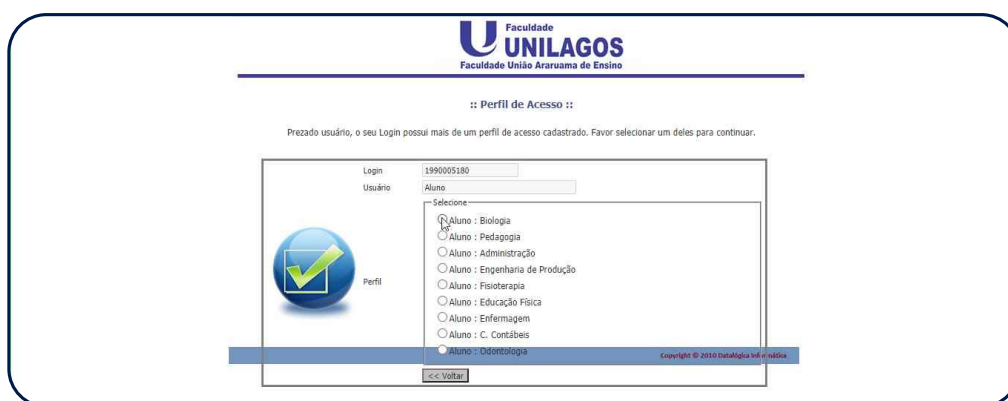 Faculdade
UNILAGOS
Faculdade União Araruama de Ensino
:: Perfil de Acesso ::
Prezado usuário, o seu Login possui mais de um perfil de acesso cadastrado. Favor selecionar um deles para continuar.
Login 1990005180
Usuário Aluno
Selecione
Aluno : Biologia
Aluno : Pedagogia
Aluno : Administração
Aluno : Engenharia de Produção
Perfil
Aluno : Fisioterapia
Aluno : Educação Física
Aluno : Enfermagem
Aluno : C. Contábeis
Aluno : Odontologia
Copyright © 2010 Datalógica Informática
<< Voltar